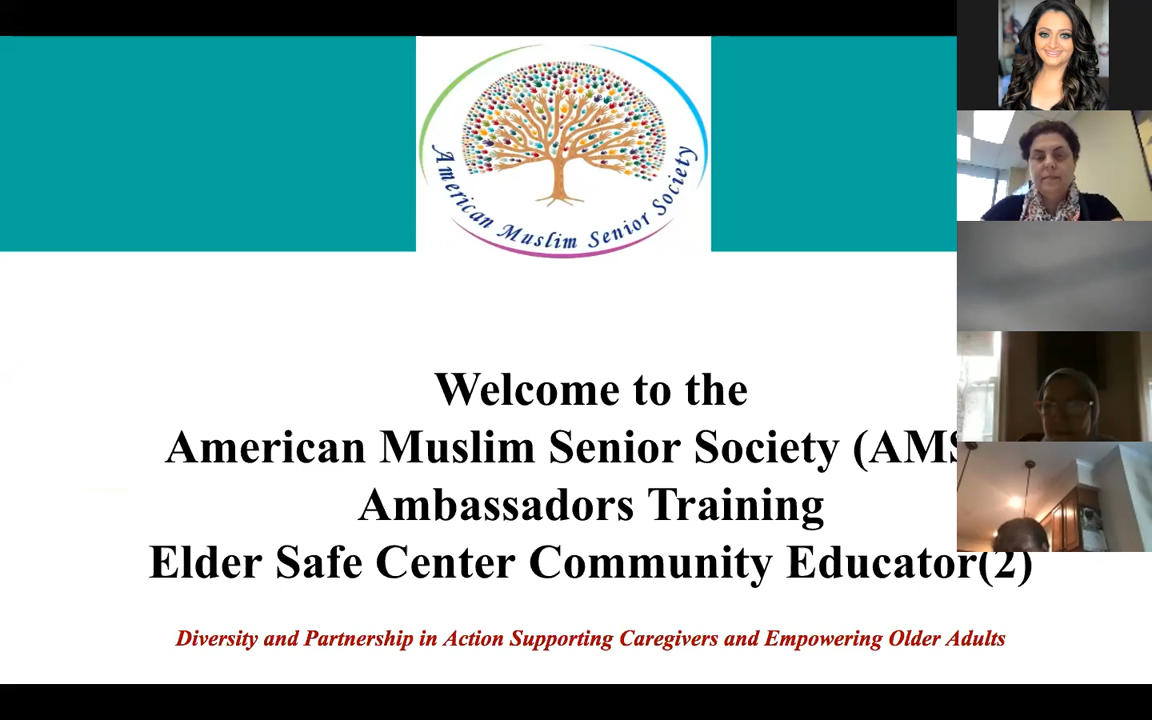 American Muslim Senior Society
Welcome to the
American Muslim Senior Society (AMS
Ambassadors Training
Elder Safe Center Community Educator(2)
Diversity and Partnership in Action Supporting Caregivers and Empowering Older Adults